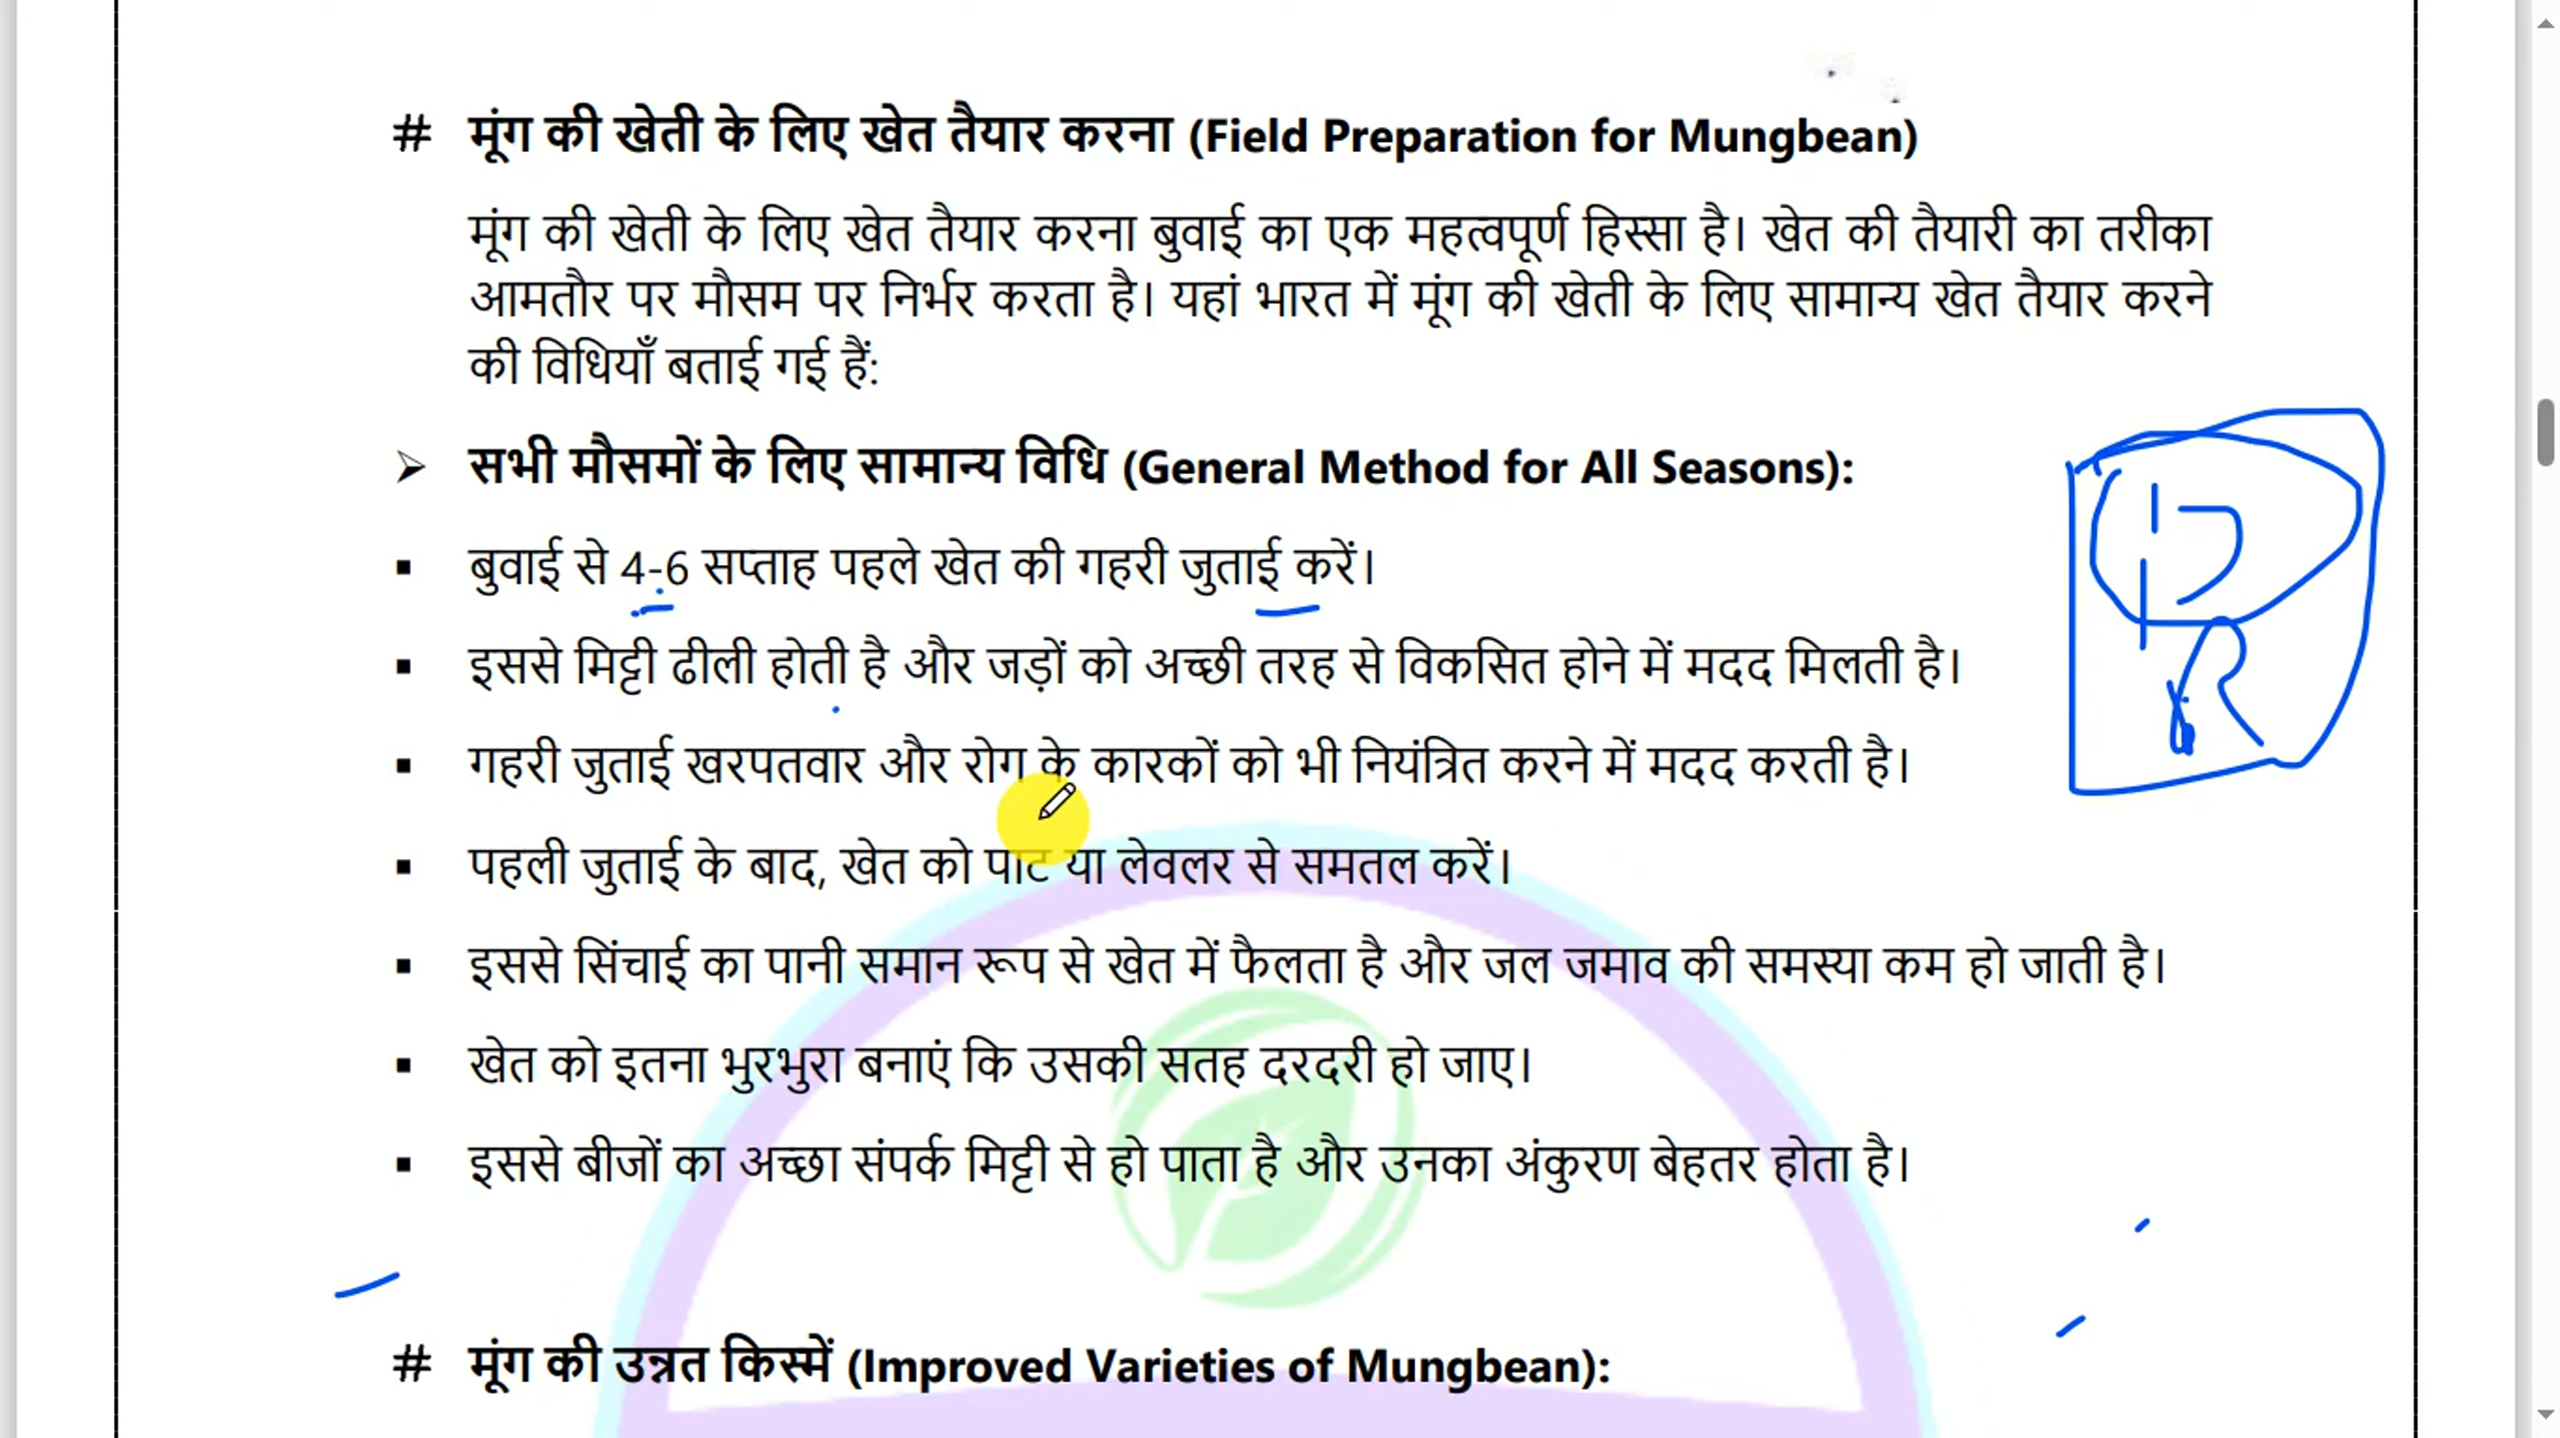 # मूंग की खेती के लिए खेत तैयार करना (Field Preparation for Mungbean)
मूंग की खेती के लिए खेत तैयार करना बुवाई का एक महत्वपूर्ण हिस्सा है। खेत की तैयारी का तरीका
आमतौर पर मौसम पर निर्भर करता है। यहां भारत में मूंग की खेती के लिए सामान्य खेत तैयार करने
की विधियाँ बताई गई हैं:
➢ सभी मौसमों के लिए सामान्य विधि (General Method for All Seasons):
▪ बुवाई से 4-6 सप्ताह पहले खेत की गहरी जुताई करें।
▪ इससे मिट्टी ढीली होती है और जड़ों को अच्छी तरह से विकसित होने में मदद मिलती है।
▪ गहरी जुताई खरपतवार और रोग के कारकों को भी नियंत्रित करने में मदद करती है।
▪ पहली जुताई के बाद, खेत को पाट या लेवलर से समतल करें।
▪ इससे सिंचाई का पानी समान रूप से खेत में फैलता है और जल जमाव की समस्या कम हो जाती है।
▪ खेत को इतना भुरभुरा बनाएं कि उसकी सतह दरदरी हो जाए।
▪ इससे बीजों का अच्छा संपर्क मिट्टी से हो पाता है और उनका अंकुरण बेहतर होता है।
# मूंग की उन्नत किस्में (Improved Varieties of Mungbean):